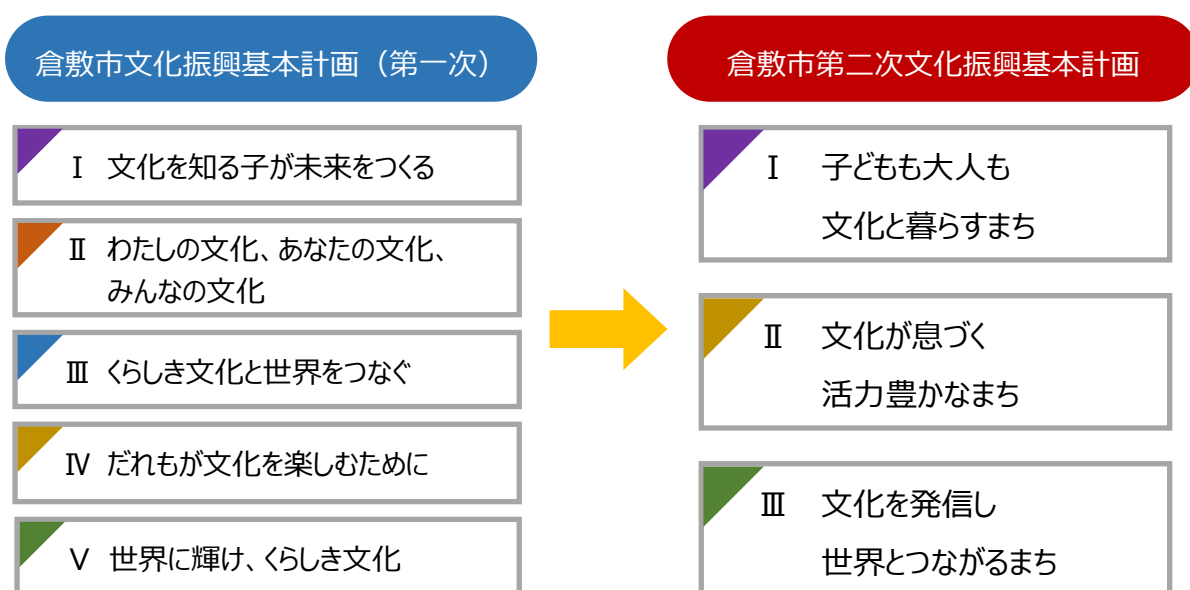 倉敷市文化振興基本計画（第一次）
Ⅰ 文化を知る子が未来をつくる
Ⅱ わたしの文化、あなたの文化、
みんなの文化
Ⅲ くらしき文化と世界をつなぐ
Ⅳ だれもが文化を楽しむために
Ⅴ 世界に輝け、くらしき文化
倉敷市第二次文化振興基本計画
Ⅰ 子どもも大人も
文化と暮らすまち
Ⅱ 文化が息づく
活力豊かなまち
Ⅲ 文化を発信し
世界とつながるまち